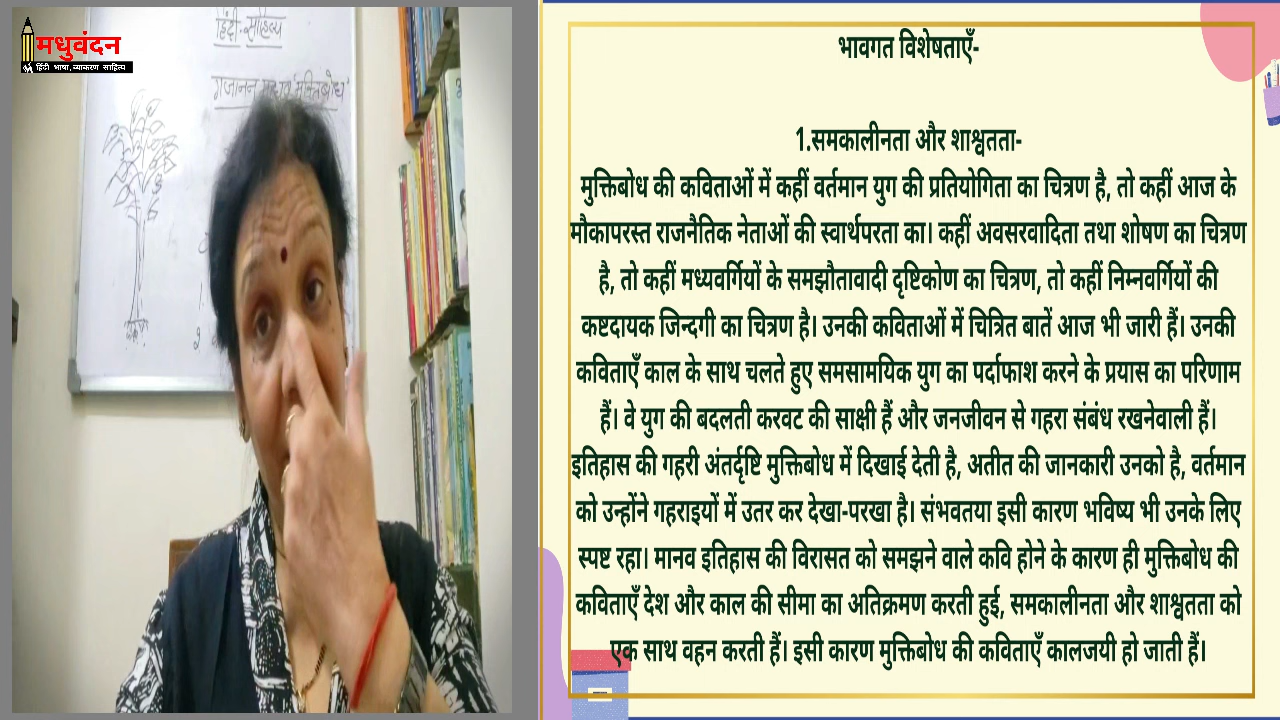 मधुवंदन
हिंदी भाषा,व्याकरण साहित्य
हिंदी-साहित्य
गजानन माधव मुक्तिबोध'
भावगत विशेषताएँ-
1.समकालीनता और शाश्वतता-
मुक्तिबोध की कविताओं में कहीं वर्तमान युग की प्रतियोगिता का चित्रण है, तो कहीं आज के
मौकापरस्त राजनैतिक नेताओं की स्वार्थपरता का। कहीं अवसरवादिता तथा शोषण का चित्रण
है, तो कहीं मध्यवर्गियों के समझौतावादी दृष्टिकोण का चित्रण, तो कहीं निम्नवर्गियों की
कष्टदायक जिन्दगी का चित्रण है। उनकी कविताओं में चित्रित बातें आज भी जारी हैं। उनकी
कविताएँ काल के साथ चलते हुए समसामयिक युग का पर्दाफाश करने के प्रयास का परिणाम
हैं। वे युग की बदलती करवट की साक्षी हैं और जनजीवन से गहरा संबंध रखनेवाली हैं।
इतिहास की गहरी अंतर्दृष्टि मुक्तिबोध में दिखाई देती है, अतीत की जानकारी उनको है, वर्तमान
को उन्होंने गहराइयों में उतर कर देखा-परखा है। संभवतया इसी कारण भविष्य भी उनके लिए
स्पष्ट रहा। मानव इतिहास की विरासत को समझने वाले कवि होने के कारण ही मुक्तिबोध की
कविताएँ देश और काल की सीमा का अतिक्रमण करती हुई, समकालीनता और शाश्वतता को
एक साथ वहन करती हैं। इसी कारण मुक्तिबोध की कविताएँ कालजयी हो जाती हैं।